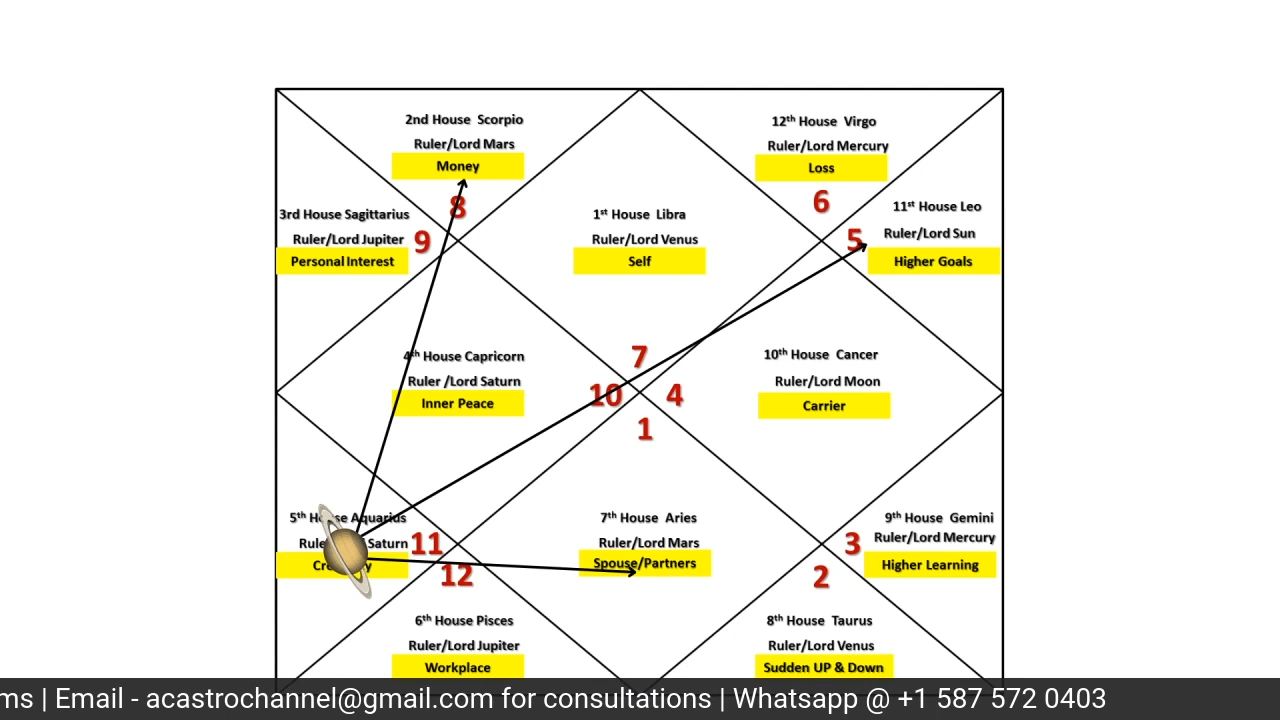 2nd House Scorpio
Ruler/Lord Mars
Money
8
12th House Virgo
Ruler/Lord Mercury
Loss
6
3rd House Sagittarius
Ruler/Lord Jupiter
Personal Interest
9
1st House Libra
Ruler/Lord Venus
Self
7
11st House Leo
Ruler/Lord Sun
Higher Goals
5
4th House Capricorn
Ruler /Lord Saturn
Inner Peace
10
10th House Cancer
Ruler/Lord Moon
Carrier
4
1
5th House Aquarius
Saturn
11
7th House Aries
Ruler/Lord Mars
Spouse/Partners
9th House Gemini
Ruler/Lord Mercury
Higher Learning
3
12
6th House Pisces
Ruler/Lord Jupiter
Workplace
2
8th House Taurus
Ruler/Lord Venus
Sudden UP & Down
| Email - acastrochannel@gmail.com for consultations | Whatsapp @ +1 587 572 0403